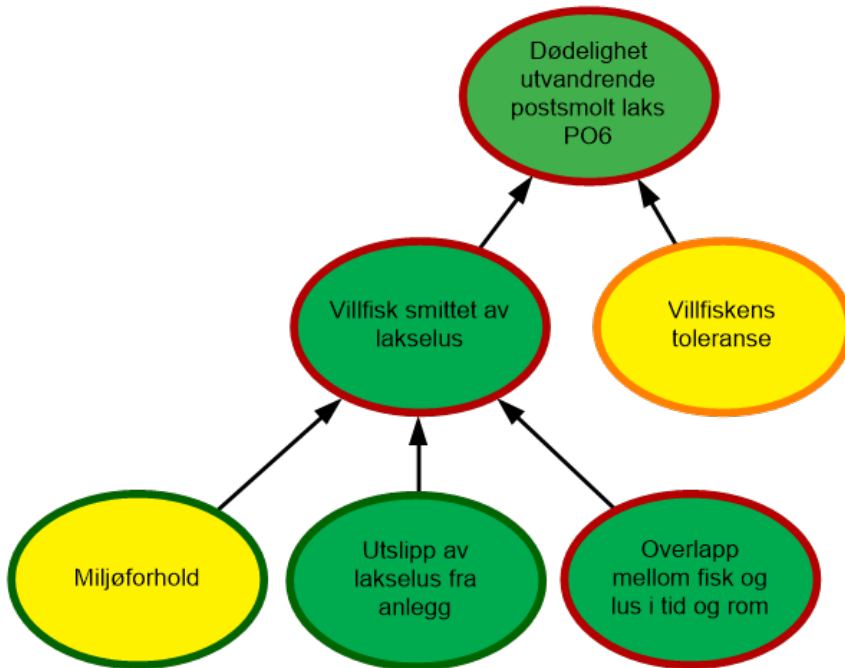 Dødelighet
utvandrende
postsmolt laks
PO6
Villfisk smittet av
lakselus
Villfiskens
toleranse
Miljøforhold
Utslipp av
lakselus fra
anlegg
Overlapp
mellom fisk og
lus i tid og rom